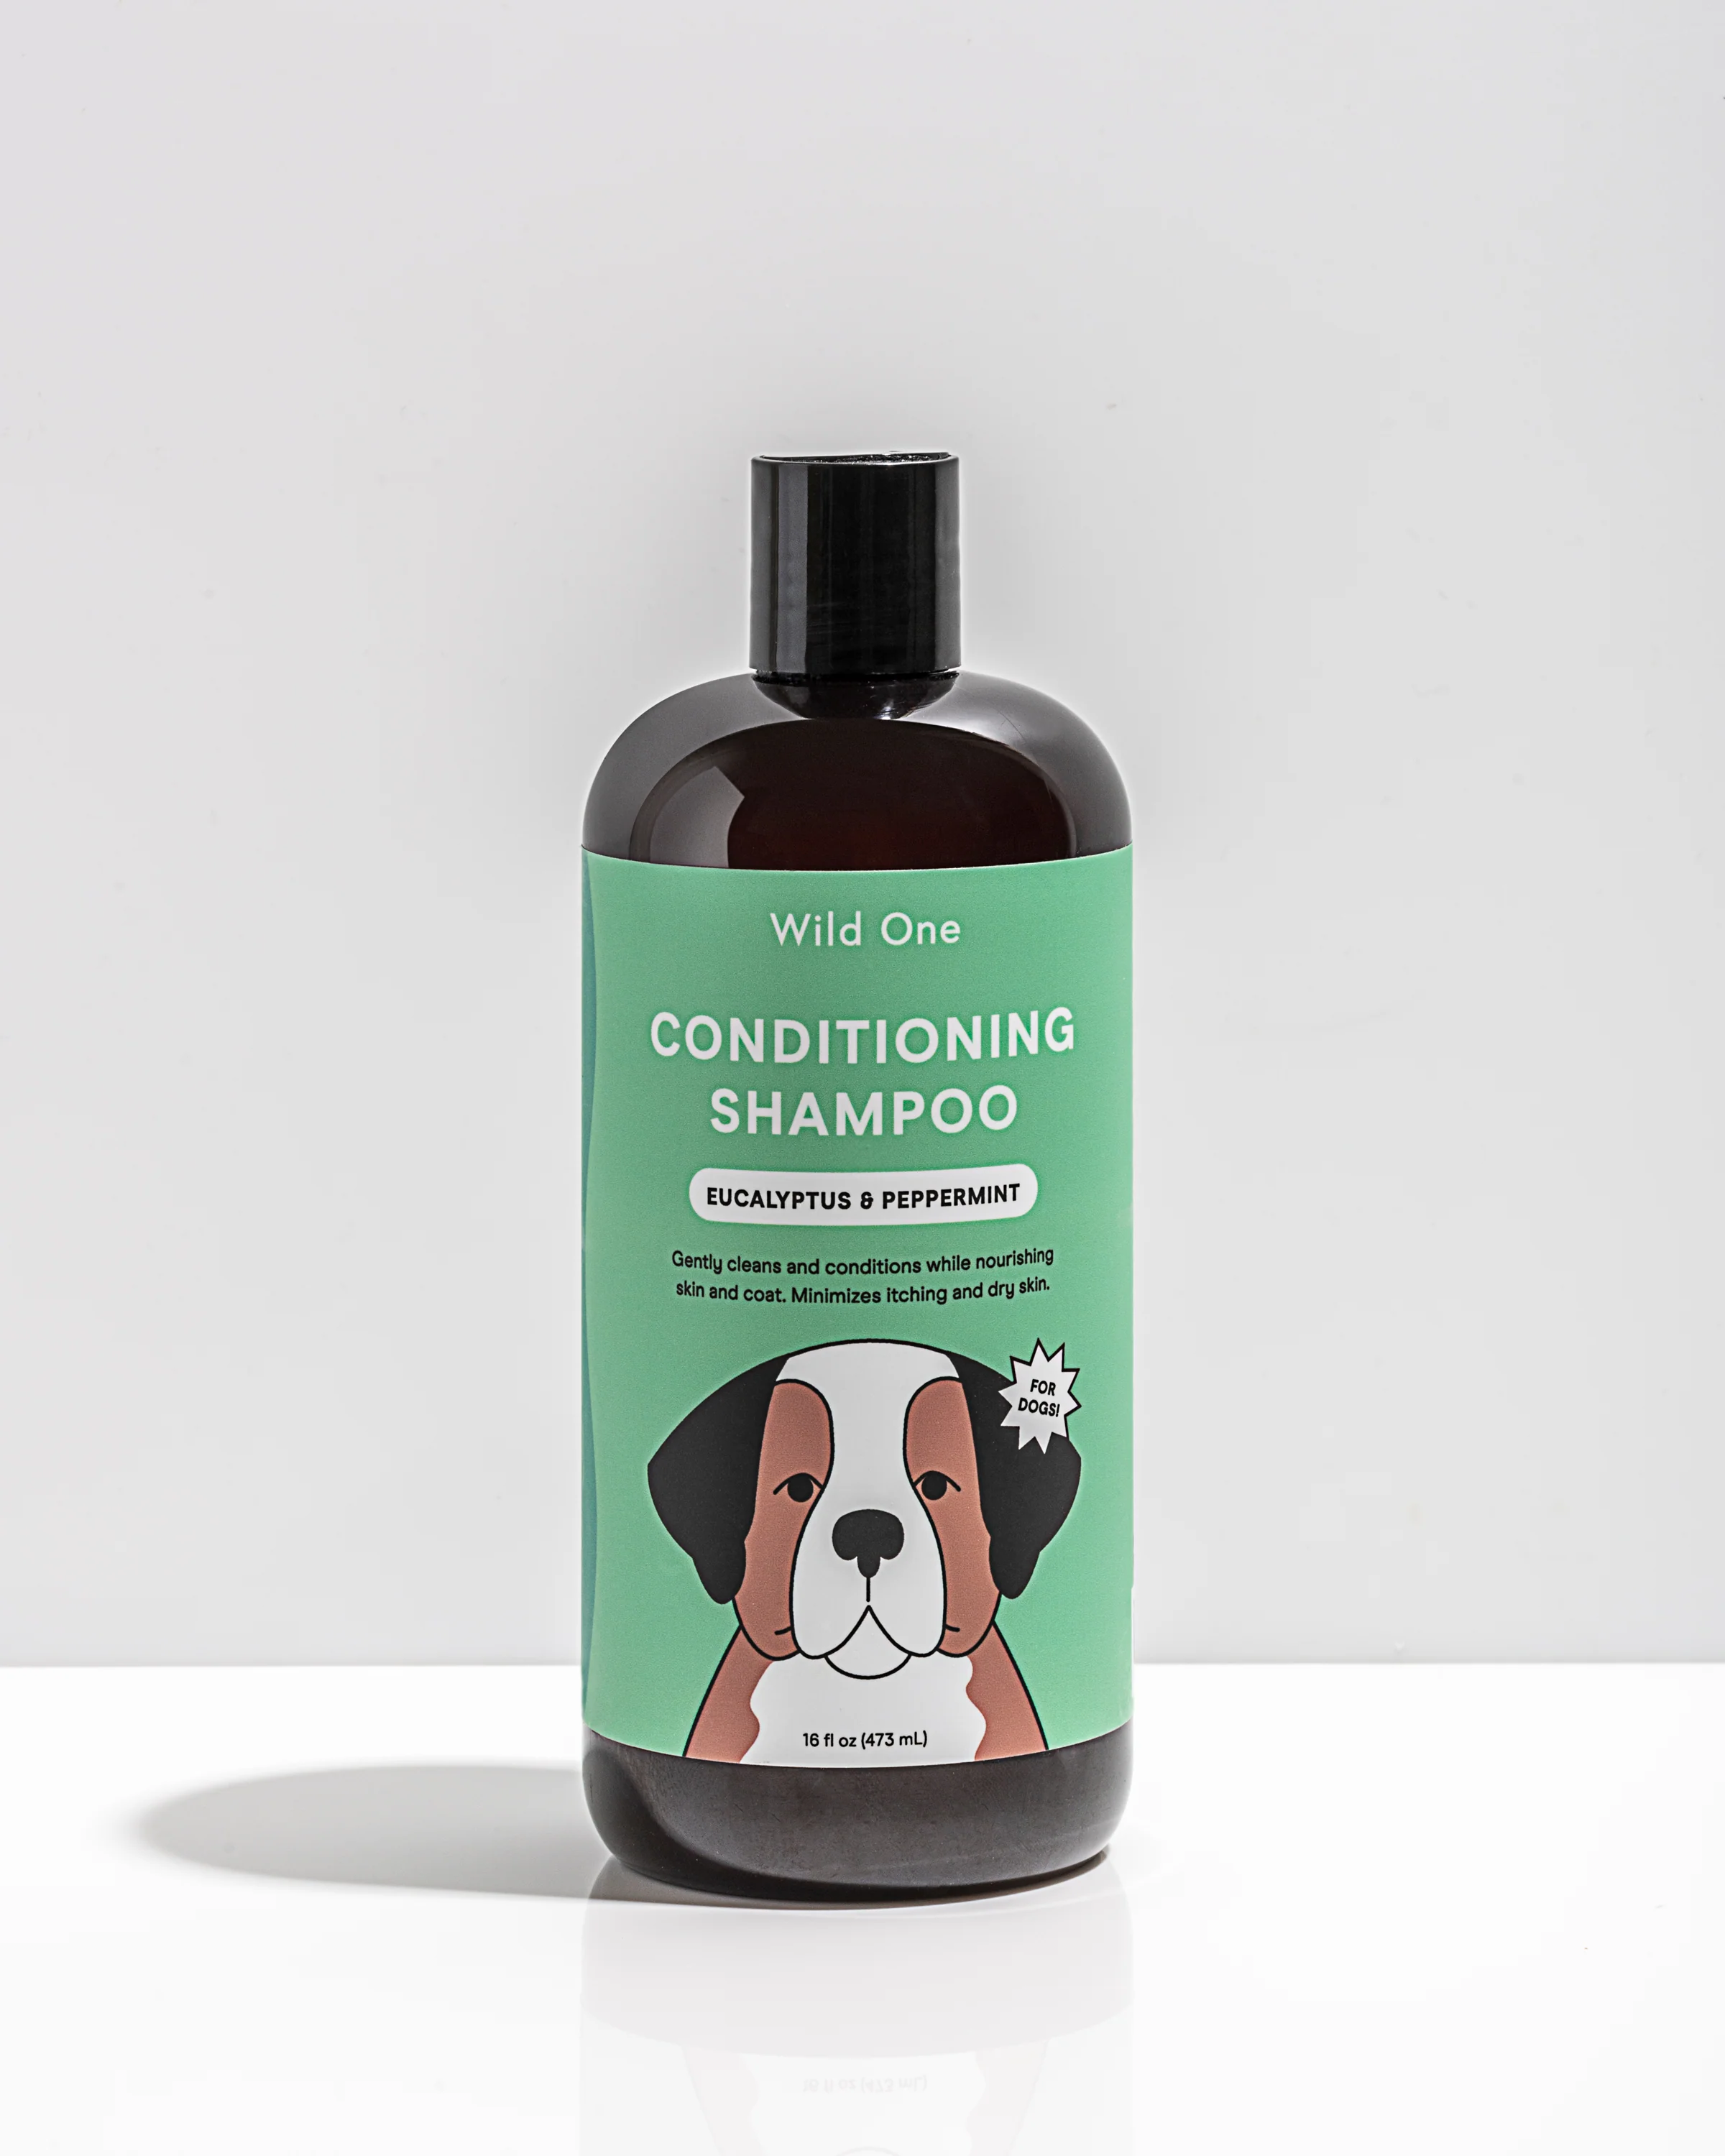 Wild One
CONDITIONING
SHAMPOO
EUCALYPTUS & PEPPERMINT
Gently cleans and conditions while nourishing
skin and coat. Minimizes itching and dry skin.
FOR
DOGS!
16 fl oz (473 mL)